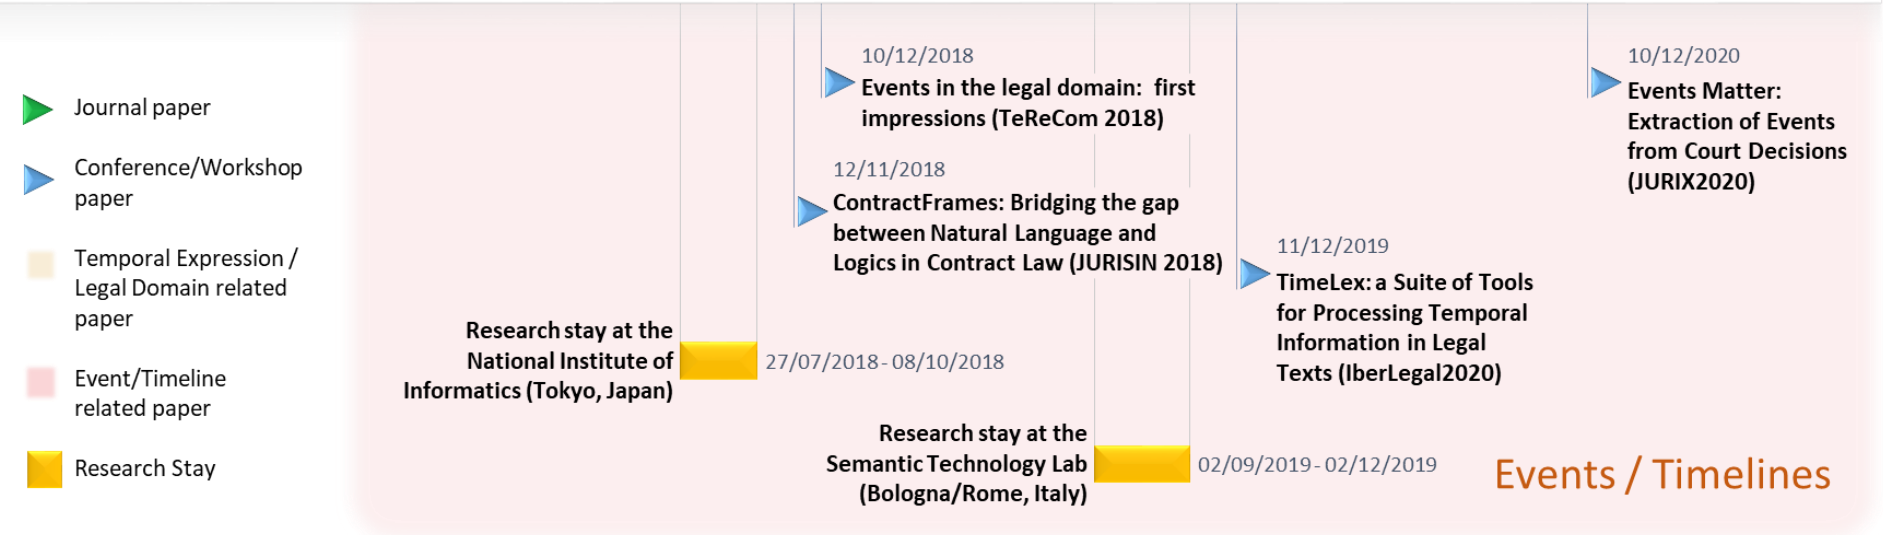 Journal paper
Conference/Workshop
paper
Temporal Expression /
Legal Domain related
paper
Event/Timeline
related paper
Research Stay
10/12/2018
Events in the legal domain: first
impressions (TeReCom 2018)
12/11/2018
ContractFrames: Bridging the gap
between Natural Language and
Logics in Contract Law (JURISIN 2018)
Research stay at the
National Institute of
Informatics (Tokyo, Japan)
27/07/2018 - 08/10/2018
Research stay at the
Semantic Technology Lab
(Bologna/Rome, Italy)
02/09/2019 - 02/12/2019
11/12/2019
TimeLex: a Suite of Tools
for Processing Temporal
Information in Legal
Texts (IberLegal2020)
10/12/2020
Events Matter:
Extraction of Events
from Court Decisions
(JURIX2020)
Events / Timelines